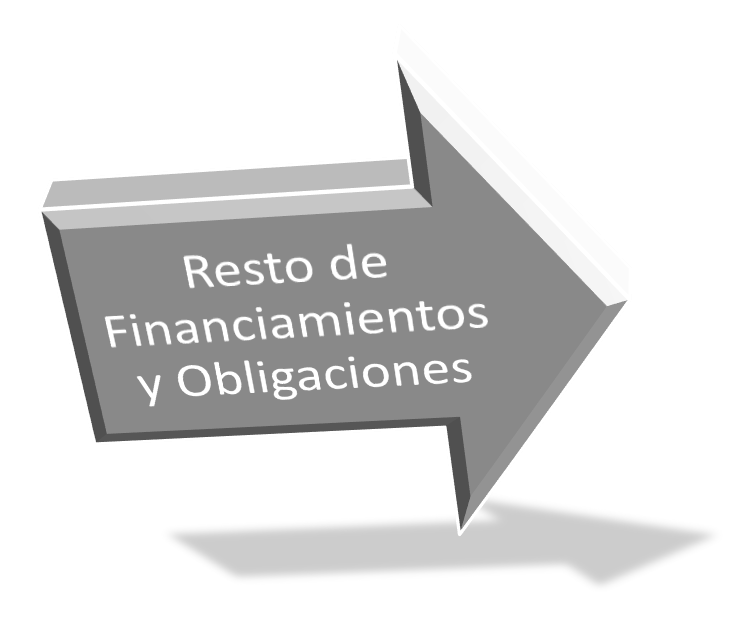 Resto de
Financiamientos
y Obligaciones